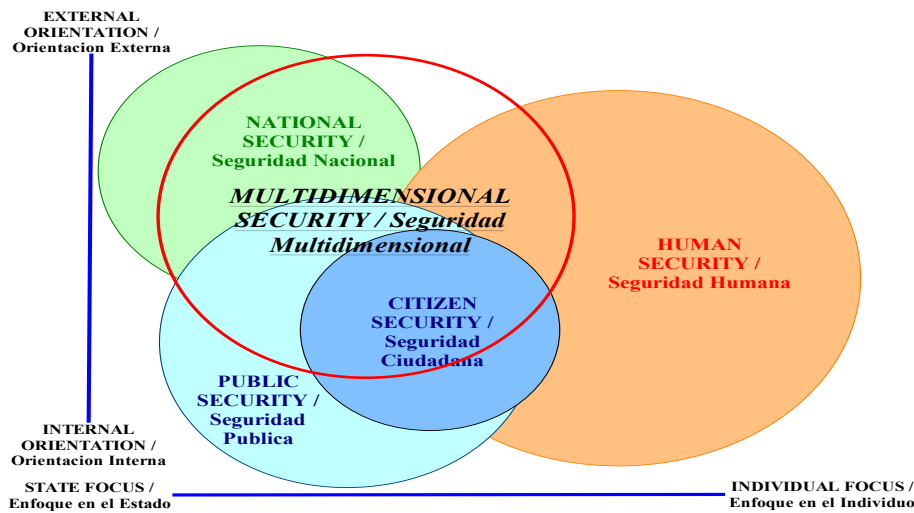 EXTERNAL
ORIENTATION /
Orientacion Externa
NATIONAL
SECURITY /
Seguridad Nacional
MULTIDIMENSIONAL
SECURITY / Seguridad
Multidimensional
HUMAN
SECURITY /
Seguridad Humana
CITIZEN
SECURITY /
Seguridad
Ciudadana
PUBLIC
SECURITY /
Seguridad
Publica
INTERNAL
ORIENTATION /
Orientacion Interna
STATE FOCUS /
Enfoque en el Estado
INDIVIDUAL FOCUS /
Enfoque en el Individuo